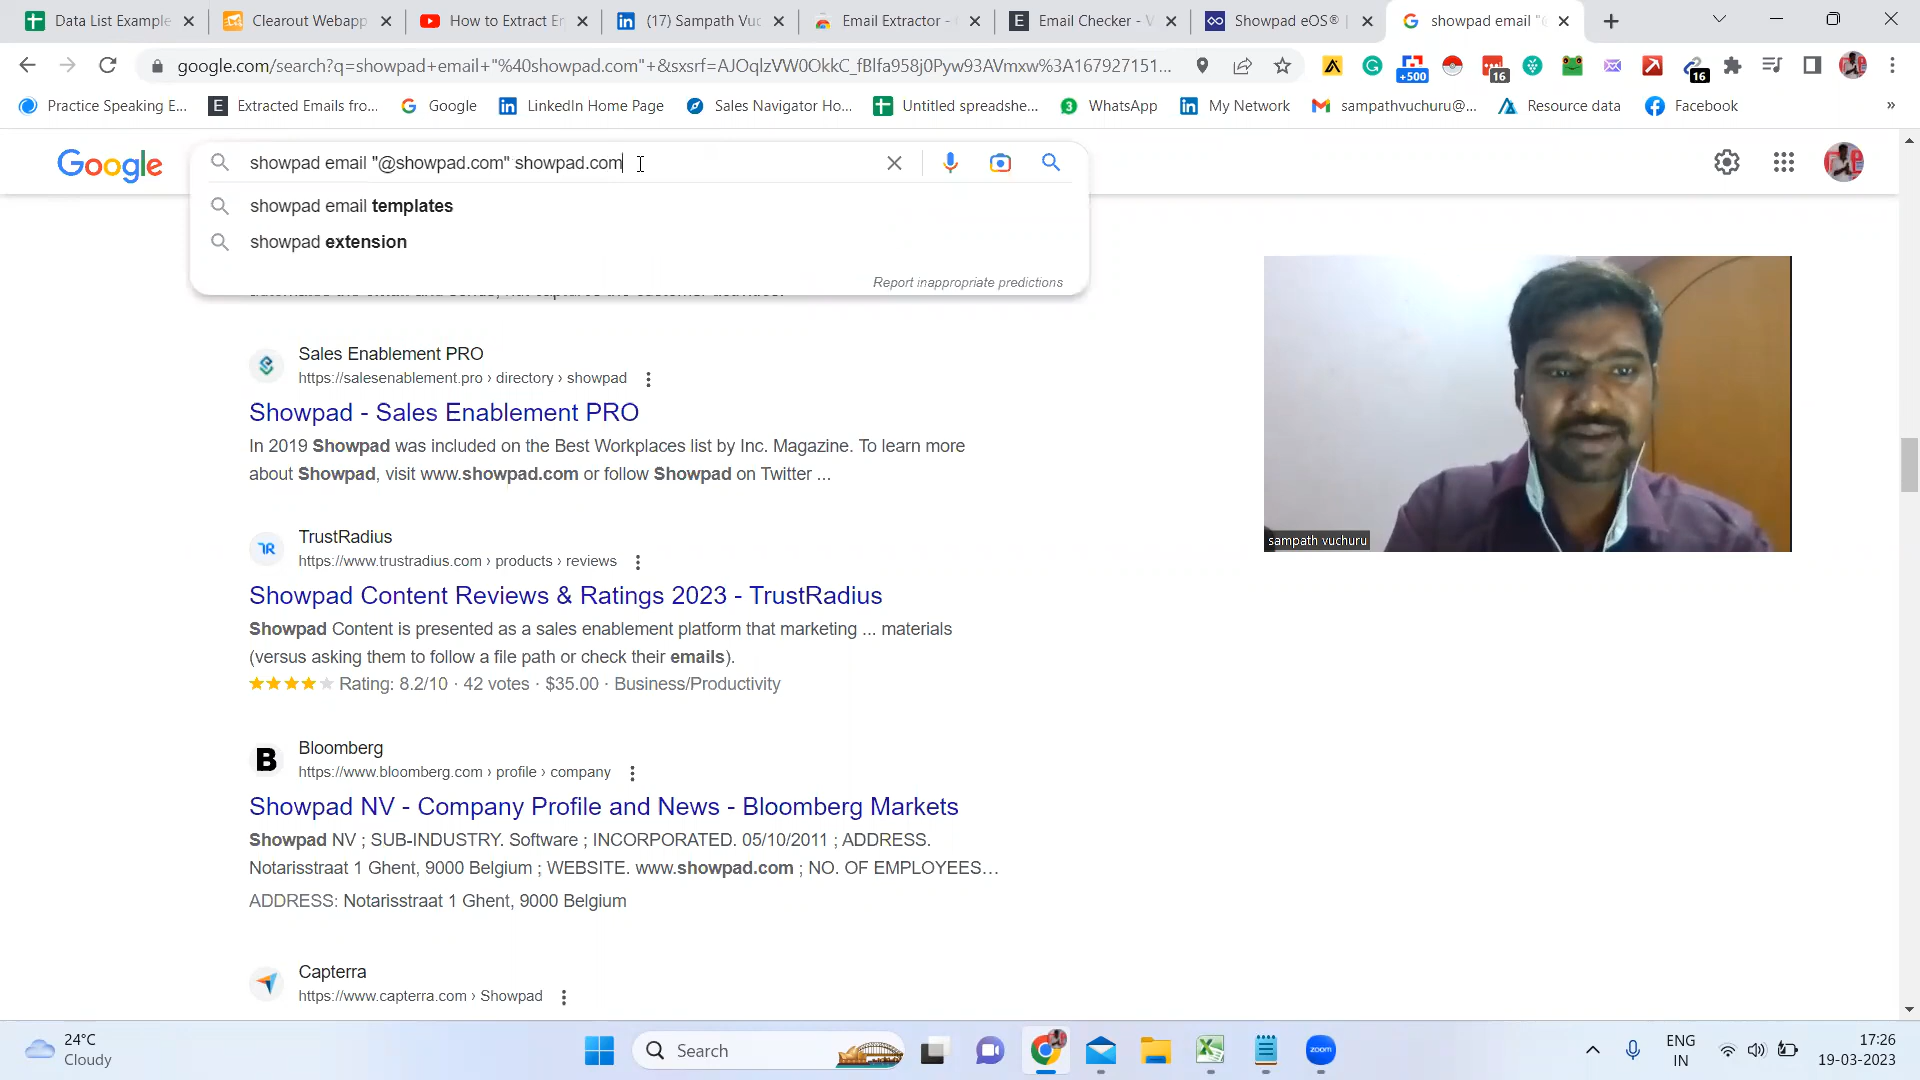 Data List Example
Clearout Webapp
How to Extract Em
(17) Sampath Vuc
Email Extractor -
Email Checker - V
Showpad eOS® |
showpad email "@
google.com/search?q=showpad+email+"%40showpad.com"+&sxsrf=AJOqlzVW0OkkC_fBlfa958j0Pyw93AVmxw%3A167927151...
+500
16
16
Practice Speaking E...
Extracted Emails fro...
Google
LinkedIn Home Page
Sales Navigator Ho...
Untitled spreadshe...
WhatsApp
My Network
sampathvuchuru@...
Resource data
Facebook
»
Google
showpad email "@showpad.com" showpad.com
showpad email templates
showpad extension
Report inappropriate predictions
Sales Enablement PRO
https://salesenablement.pro › directory › showpad
Showpad - Sales Enablement PRO
In 2019 Showpad was included on the Best Workplaces list by Inc. Magazine. To learn more
about Showpad, visit www.showpad.com or follow Showpad on Twitter ...
TrustRadius
https://www.trustradius.com › products › reviews
Showpad Content Reviews & Ratings 2023 - TrustRadius
Showpad Content is presented as a sales enablement platform that marketing ... materials
(versus asking them to follow a file path or check their emails).
Rating: 8.2/10 · 42 votes · $35.00 · Business/Productivity
Bloomberg
https://www.bloomberg.com › profile › company
Showpad NV - Company Profile and News - Bloomberg Markets
Showpad NV ; SUB-INDUSTRY. Software ; INCORPORATED. 05/10/2011 ; ADDRESS.
Notarisstraat 1 Ghent, 9000 Belgium ; WEBSITE. www.showpad.com ; NO. OF EMPLOYEES...
ADDRESS: Notarisstraat 1 Ghent, 9000 Belgium
Capterra
https://www.capterra.com › Showpad
sampath vuchuru
24°C
Cloudy
Search
zoom
ENG
IN
17:26
19-03-2023